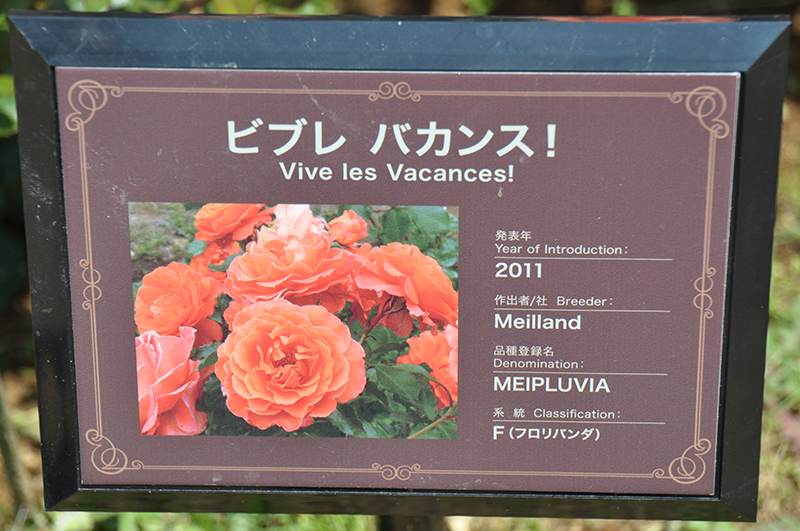 ビブレ バカンス！
Vive les Vacances!
発表年
Year of Introduction:
2011
作出者/社 Breeder:
Meilland
品種登録名
Denomination:
MEIPLUVIA
系 統 Classification:
F（フロリバンダ）